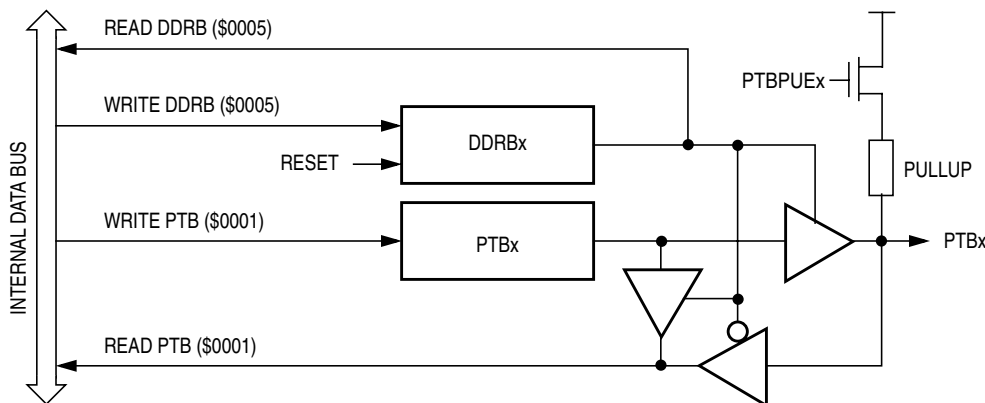 READ DDRB ($0005)
PTBPUEx
WRITE DDRB ($0005)
DDRBx
RESET
PULLUP
WRITE PTB ($0001)
PTBx
PTBx
INTERNAL DATA BUS
READ PTB ($0001)